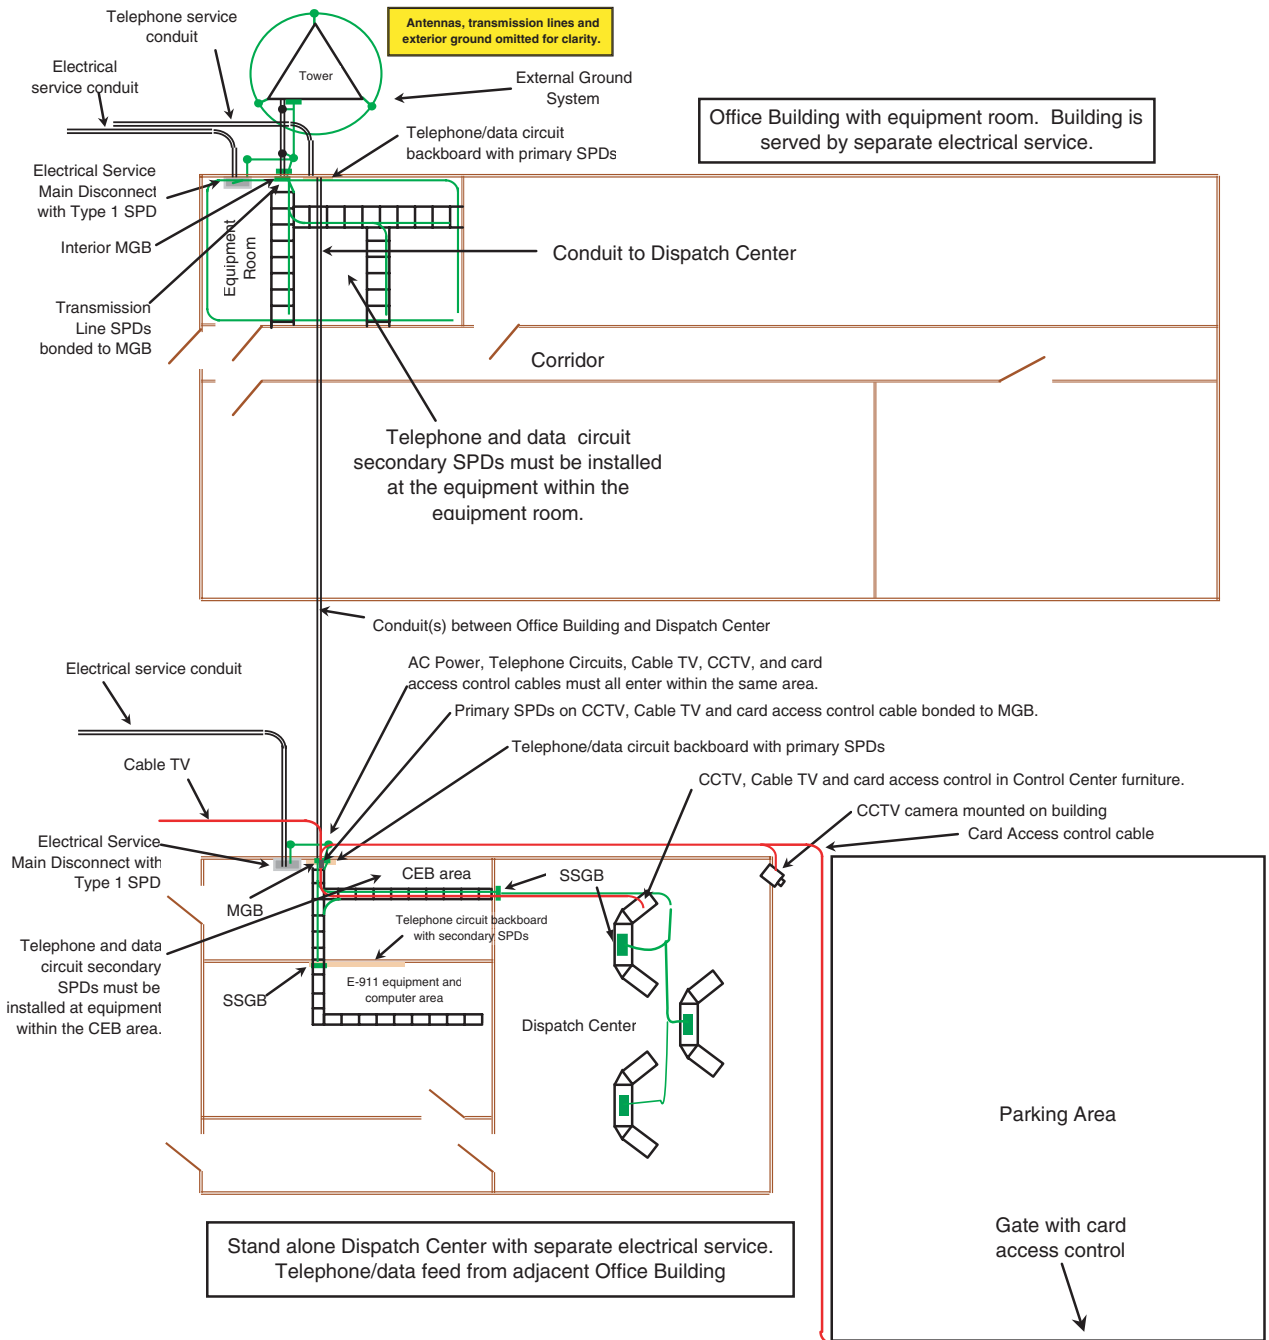 Telephone service
conduit
Antennas, transmission lines and
exterior ground omitted for clarity.
Electrical
service conduit
Tower
External Ground
System
Office Building with equipment room. Building is
served by separate electrical service.
Telephone/data circuit
backboard with primary SPDs
Electrical Service
Main Disconnect
with Type 1 SPD
Interior MGB
Equipment
Room
Conduit to Dispatch Center
Transmission
Line SPDs
bonded to MGB
Corridor
Telephone and data circuit
secondary SPDs must be installed
at the equipment within the
equipment room.
Conduit(s) between Office Building and Dispatch Center
Electrical service conduit
AC Power, Telephone Circuits, Cable TV, CCTV, and card
access control cables must all enter within the same area.
Primary SPDs on CCTV, Cable TV and card access control cable bonded to MGB.
Telephone/data circuit backboard with primary SPDs
Cable TV
CCTV, Cable TV and card access control in Control Center furniture.
CCTV camera mounted on building
Card Access control cable
Electrical Service
Main Disconnect with
Type 1 SPD
CEB area
SSGB
MGB
Telephone circuit backboard
with secondary SPDs
Telephone and data
circuit secondary
SPDs must be
installed at equipment
within the CEB area.
SSGB
E-911 equipment and
computer area
Dispatch Center
Parking Area
Gate with card
access control
Stand alone Dispatch Center with separate electrical service.
Telephone/data feed from adjacent Office Building